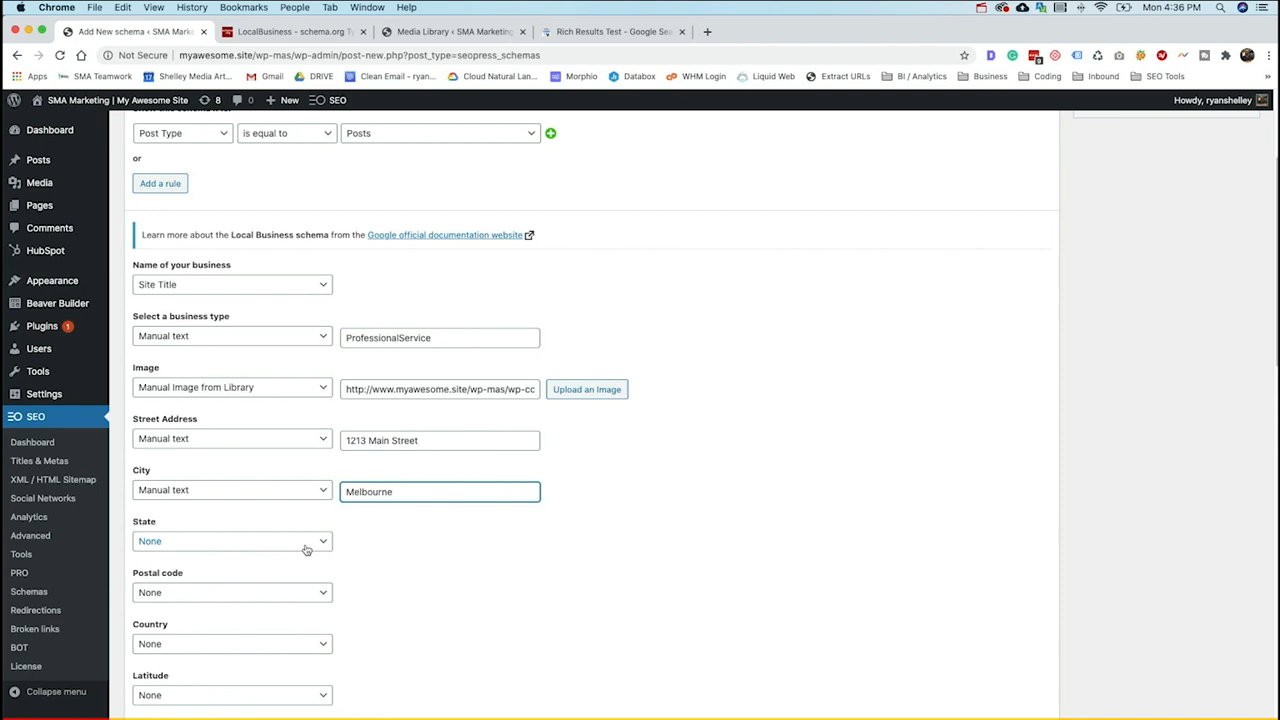 Chrome File Edit View History Bookmarks People Tab Window Help Mon 4:36 PM
Add New schema ‹ SMA Market LocalBusiness - schema.org Ty Media Library ‹ SMA Marketing | Rich Results Test - Google Sea
Not Secure myawesome.site/wp-mas/wp-admin/post-new.php?post_type=seopress_schemas
Apps SMA Teamwork Shelley Media Art... Gmail DRIVE Clean Email - ryan... Cloud Natural Lan... Morphio Databox WHM Login Liquid Web Extract URLs BI / Analytics Business Coding Inbound SEO Tools »
SMA Marketing | My Awesome Site 8 0 + New SEO Howdy, ryanshelley
Dashboard
Posts
Media
Pages
Comments
HubSpot
Appearance
Beaver Builder
Plugins 1
Users
Tools
Settings
SEO
Dashboard
Titles & Metas
XML / HTML Sitemap
Social Networks
Analytics
Advanced
Tools
PRO
Schemas
Redirections
Broken links
BOT
License
Collapse menu
Post Type is equal to Posts
or
Add a rule
Learn more about the Local Business schema from the Google official documentation website
Name of your business
Site Title
Select a business type
Manual text ProfessionalService
Image
Manual Image from Library http://www.myawesome.site/wp-mas/wp-cc Upload an Image
Street Address
Manual text 1213 Main Street
City
Manual text Melbourne
State
None
Postal code
None
Country
None
Latitude
None